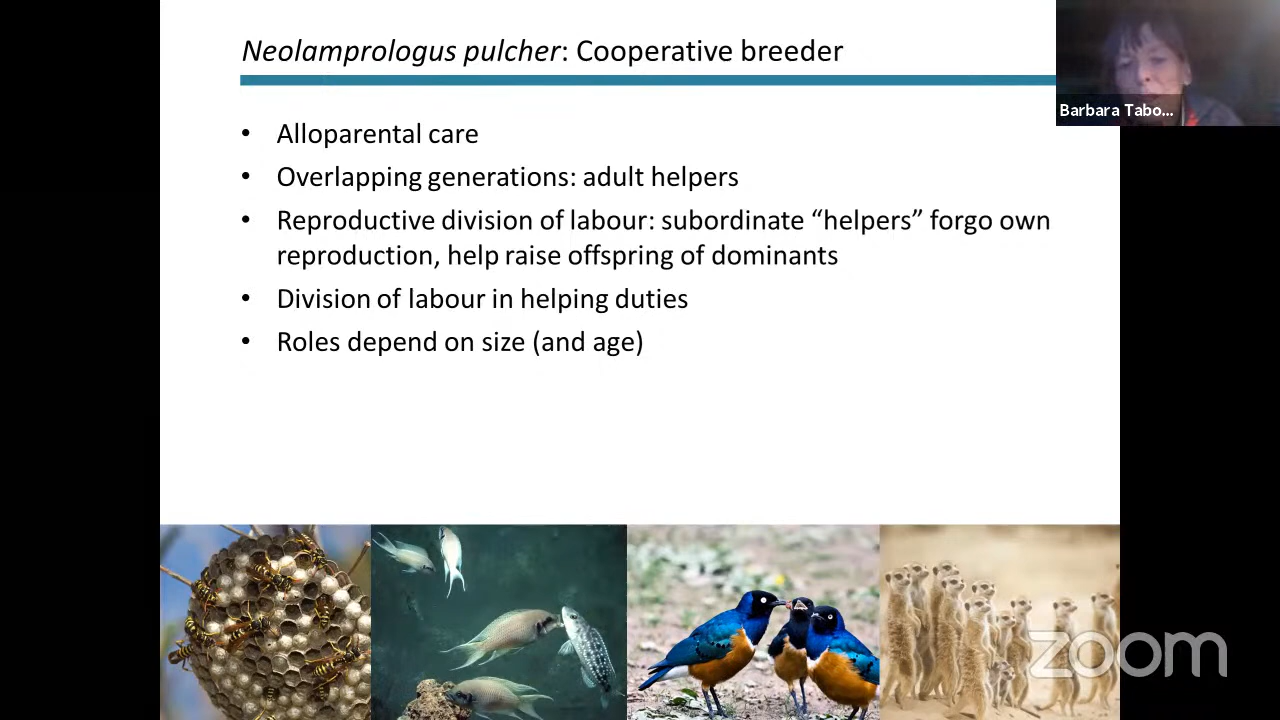 Neolamprologus pulcher: Cooperative breeder
Barbara Tabo...
• Alloparental care
• Overlapping generations: adult helpers
• Reproductive division of labour: subordinate “helpers” forgo own
reproduction, help raise offspring of dominants
• Division of labour in helping duties
• Roles depend on size (and age)
zoom